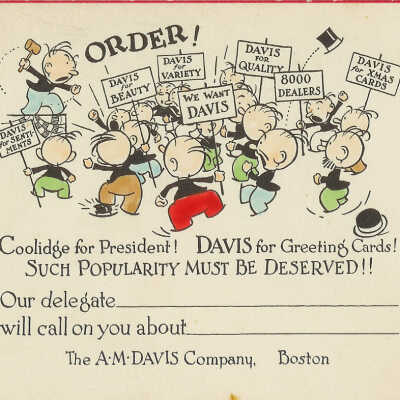 ORDER!
DAVIS for BEAUTY
DAVIS for VARIETY
DAVIS for QUALITY
8000 DEALERS
DAVIS for XMAS CARDS
WE WANT DAVIS
DAVIS for SENTI-
MENTS
Coolidge for President! DAVIS for Greeting Cards!
SUCH POPULARITY MUST BE DESERVED!!
Our delegate
will call on you about
The A·M·DAVIS Company, Boston